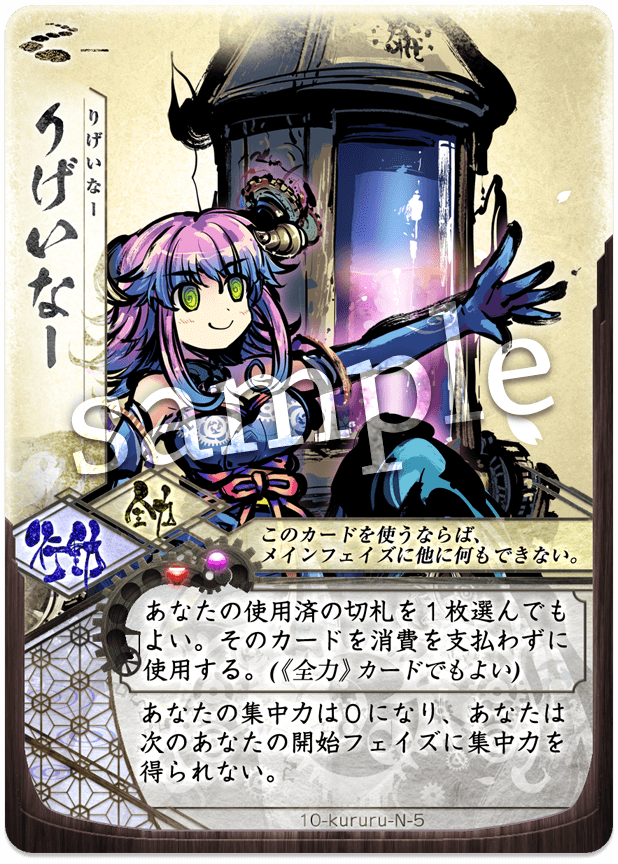 りげいなー
りげいなー
sample
全力
行動
このカードを使うならば、
メインフェイズに他に何もできない。
あなたの使用済の切札を1枚選んでも
よい。そのカードを消費を支払わずに
使用する。(《全力》カードでもよい)
あなたの集中力は0になり、あなたは
次のあなたの開始フェイズに集中力を
得られない。
10-kururu-N-5